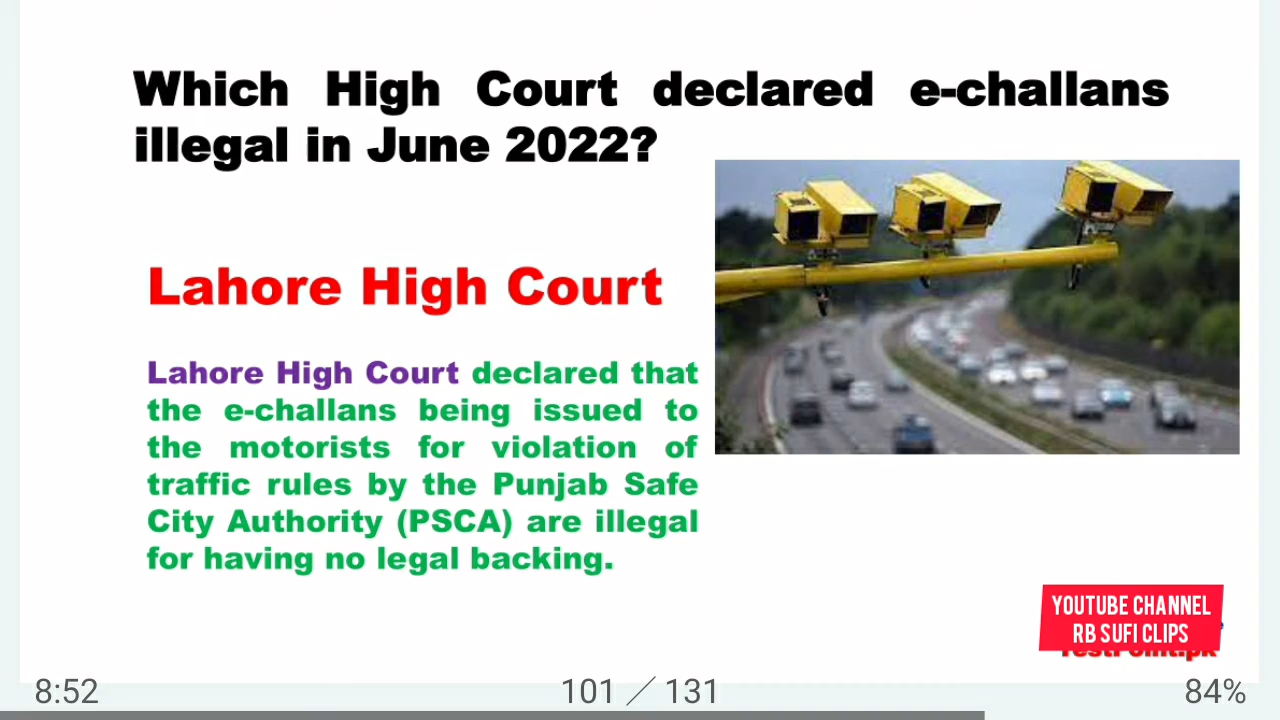 Which High Court declared e-challans
illegal in June 2022?
Lahore High Court
Lahore High Court declared that
the e-challans being issued to
the motorists for violation of
traffic rules by the Punjab Safe
City Authority (PSCA) are illegal
for having no legal backing.
YOUTUBE CHANNEL
RB SUFI CLIPS
TestPoint.pk
8:52
101 / 131
84%